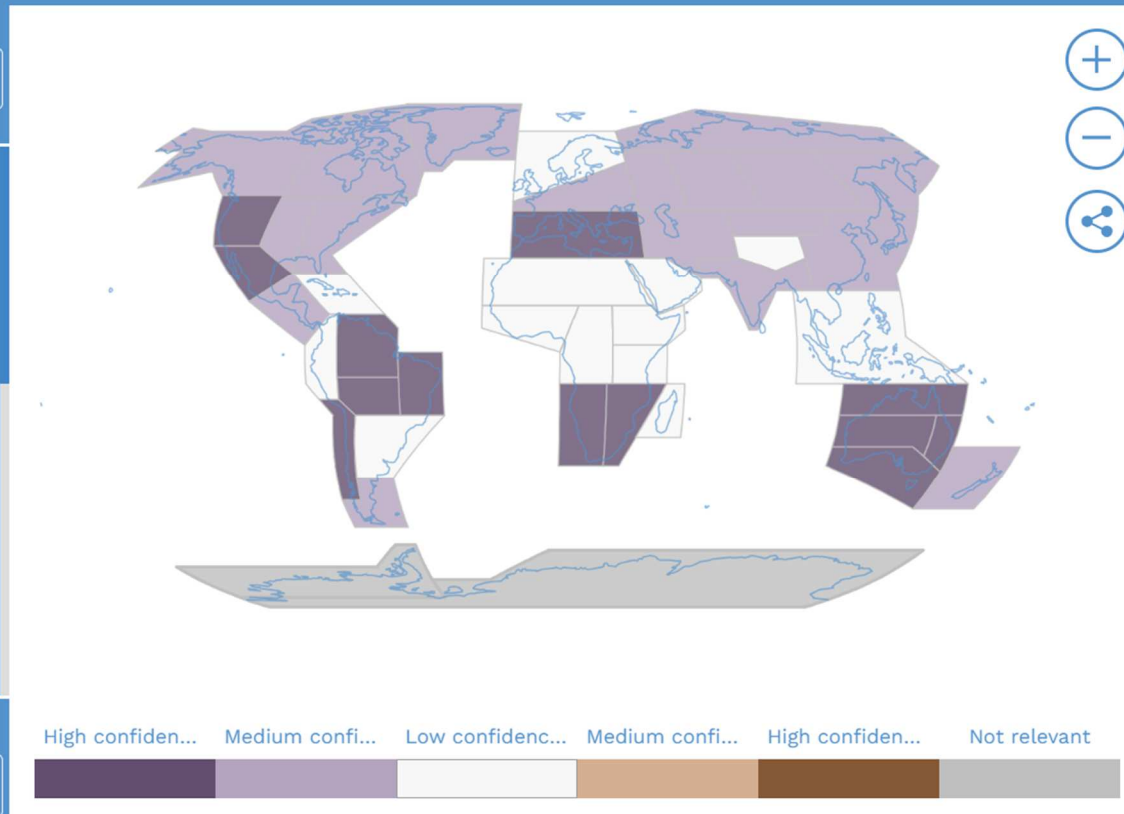 High confiden...
Medium confi...
Low confidenc...
Medium confi...
High confiden...
Not relevant